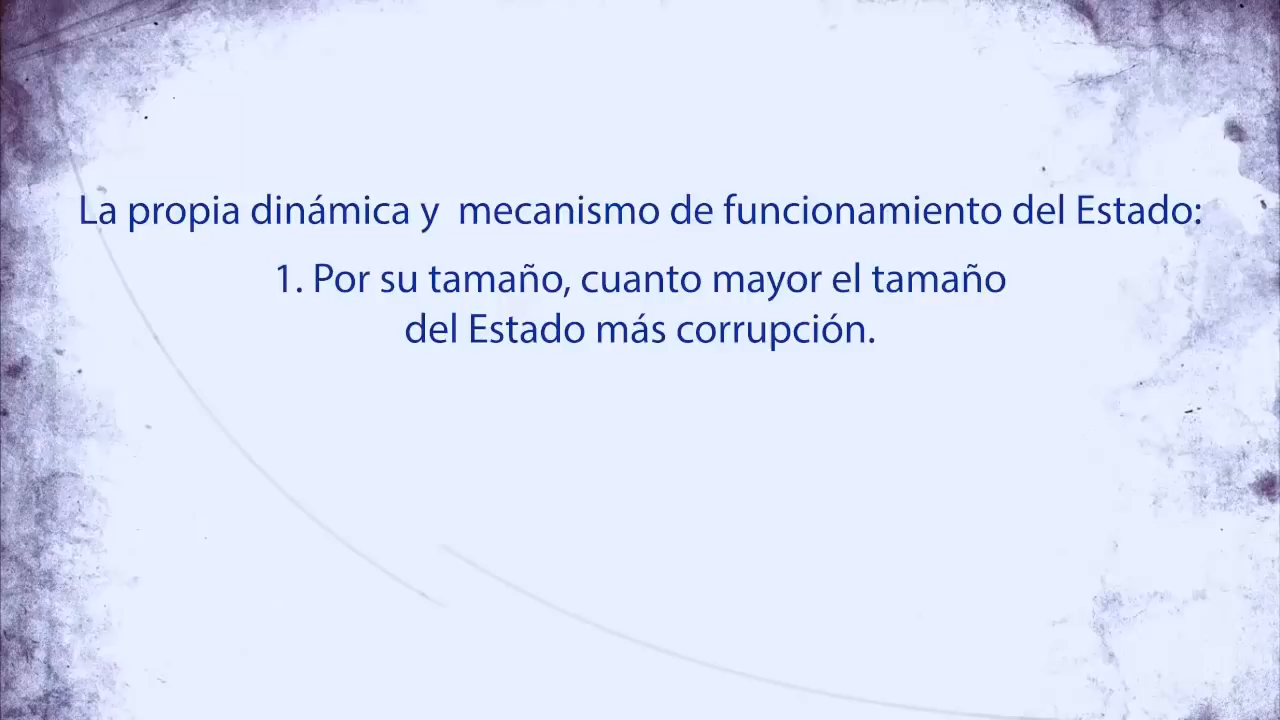 La propia dinámica y  mecanismo de funcionamiento del Estado:
1. Por su tamaño, cuanto mayor el tamaño
del Estado más corrupción.